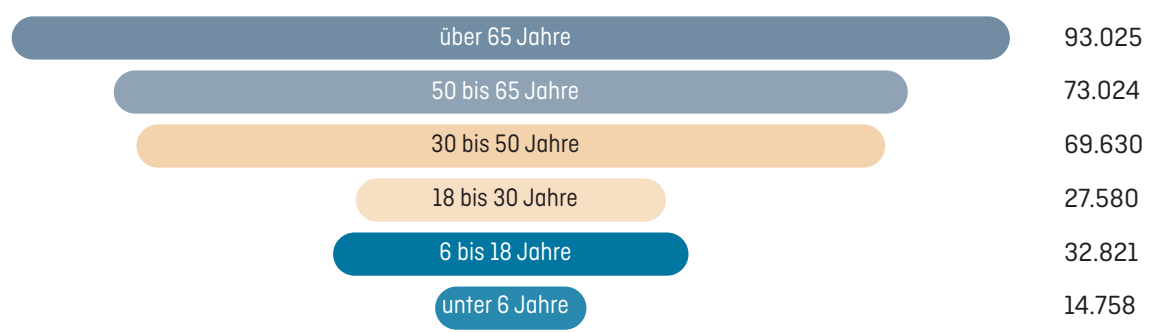 über 65 Jahre 93.025
50 bis 65 Jahre 73.024
30 bis 50 Jahre 69.630
18 bis 30 Jahre 27.580
6 bis 18 Jahre 32.821
unter 6 Jahre 14.758